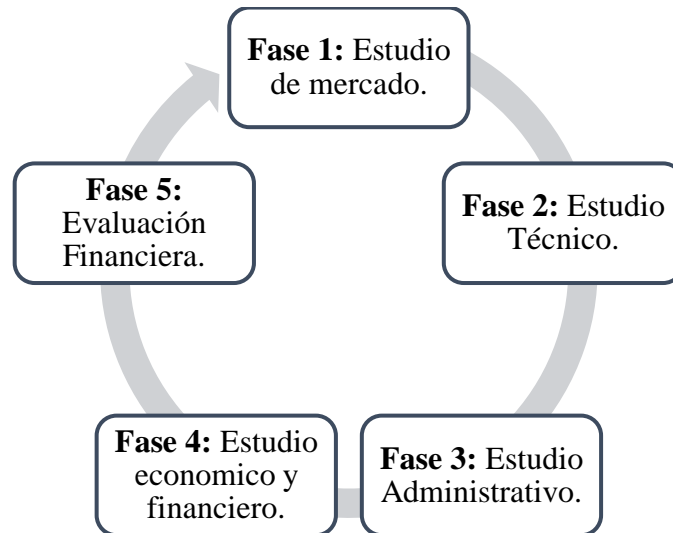 Fase 1: Estudio
de mercado.
Fase 2: Estudio
Técnico.
Fase 3: Estudio
Administrativo.
Fase 4: Estudio
economico y
financiero.
Fase 5:
Evaluación
Financiera.